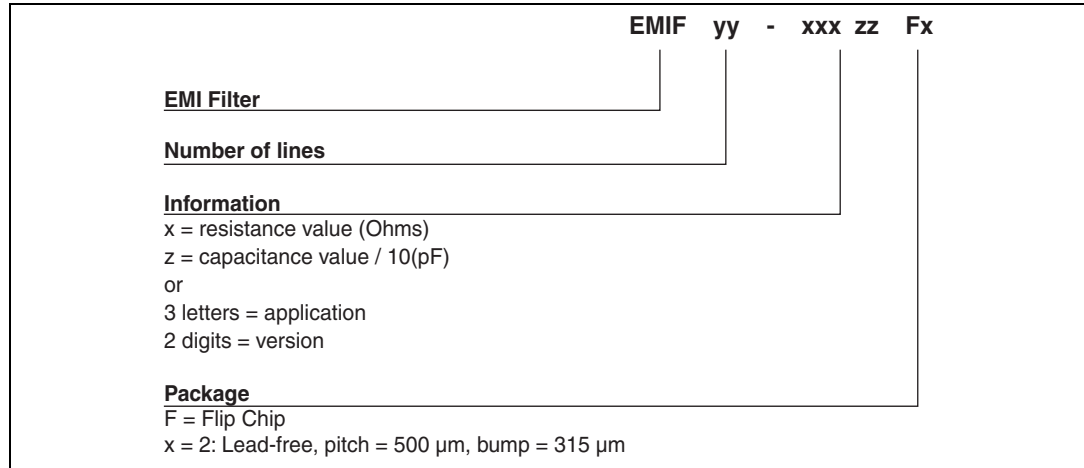 EMIF yy - xxx zz Fx
EMI Filter
Number of lines
Information
x = resistance value (Ohms)
z = capacitance value / 10(pF)
or
3 letters = application
2 digits = version
Package
F = Flip Chip
x = 2: Lead-free, pitch = 500 µm, bump = 315 µm